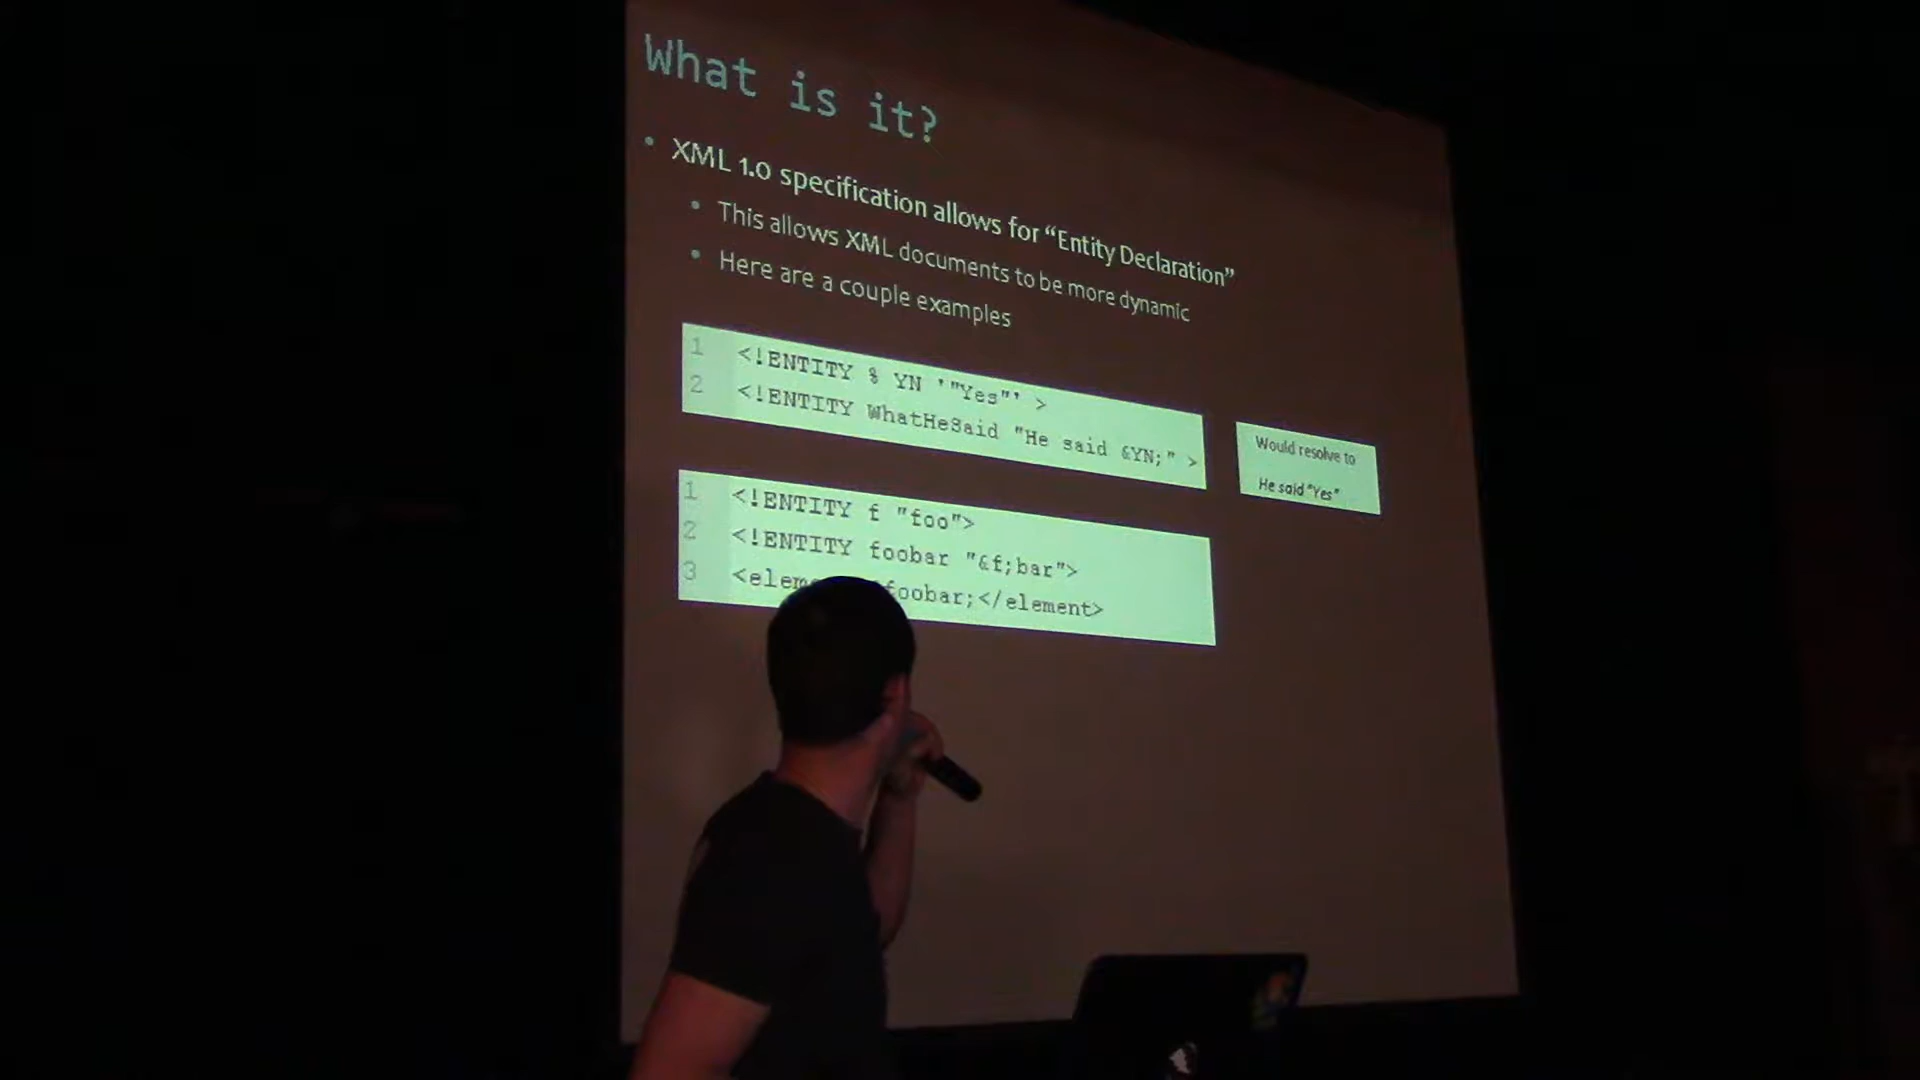 What is it?
• XML 1.0 specification allows for “Entity Declaration”
• This allows XML documents to be more dynamic
• Here are a couple examples
1 <!ENTITY % YN '"Yes"' >
2 <!ENTITY WhatHeSaid "He said &YN;" >
Would resolve to
He said “Yes”
1 <!ENTITY f "foo">
2 <!ENTITY foobar "&f;bar">
3 <elem foobar;</element>